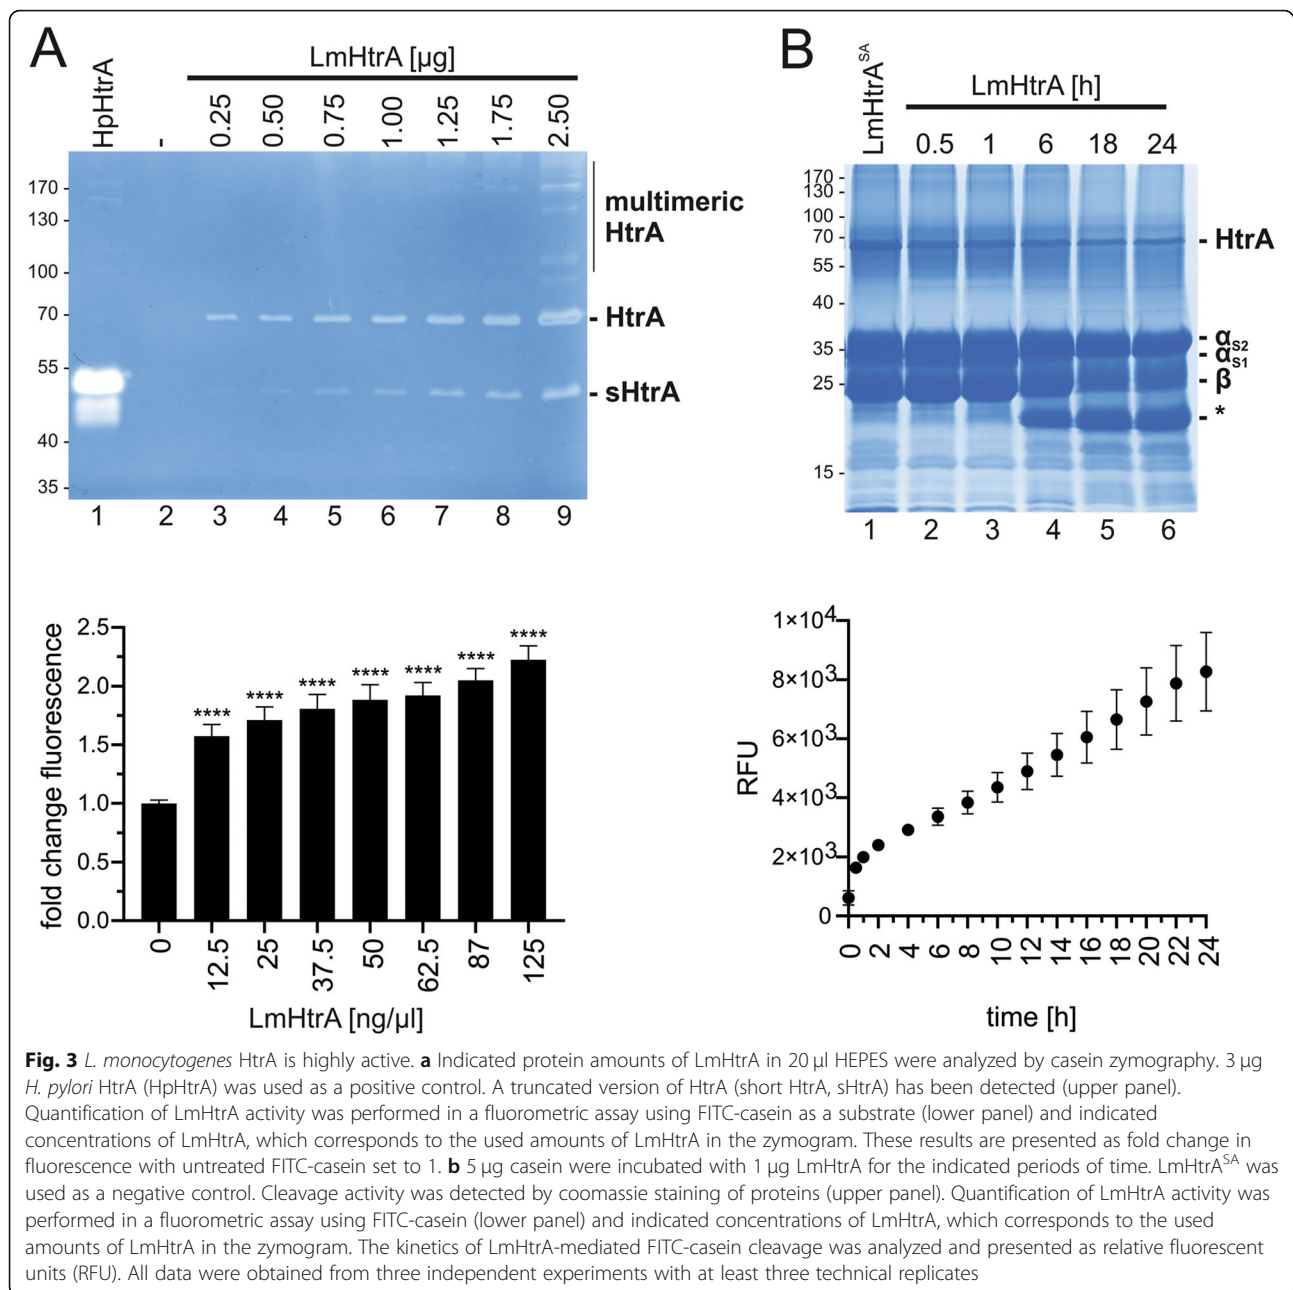 A
HpHtrA
-
LmHtrA [µg]
0.25
0.50
0.75
1.00
1.25
1.75
2.50
170
130
100
70
55
40
35
multimeric
HtrA
HtrA
sHtrA
1 2 3 4 5 6 7 8 9
B
LmHtrA^SA
LmHtrA [h]
0.5 1 6 18 24
170
130
100
70
55
40
35
25
15
HtrA
αS2
αS1
β
*
1 2 3 4 5 6
fold change fluorescence
2.5
2.0
1.5
1.0
0.5
0.0
**** **** **** **** **** **** ****
0 12.5 25 37.5 50 62.5 87 125
LmHtrA [ng/µl]
RFU
1×10^4
8×10^3
6×10^3
4×10^3
2×10^3
0
0 2 4 6 8 10 12 14 16 18 20 22 24
time [h]
Fig. 3 L. monocytogenes HtrA is highly active. a Indicated protein amounts of LmHtrA in 20 µl HEPES were analyzed by casein zymography. 3 µg
H. pylori HtrA (HpHtrA) was used as a positive control. A truncated version of HtrA (short HtrA, sHtrA) has been detected (upper panel).
Quantification of LmHtrA activity was performed in a fluorometric assay using FITC-casein as a substrate (lower panel) and indicated
concentrations of LmHtrA, which corresponds to the used amounts of LmHtrA in the zymogram. These results are presented as fold change in
fluorescence with untreated FITC-casein set to 1. b 5 µg casein were incubated with 1 µg LmHtrA for the indicated periods of time. LmHtrA^SA was
used as a negative control. Cleavage activity was detected by coomassie staining of proteins (upper panel). Quantification of LmHtrA activity was
performed in a fluorometric assay using FITC-casein (lower panel) and indicated concentrations of LmHtrA, which corresponds to the used
amounts of LmHtrA in the zymogram. The kinetics of LmHtrA-mediated FITC-casein cleavage was analyzed and presented as relative fluorescent
units (RFU). All data were obtained from three independent experiments with at least three technical replicates